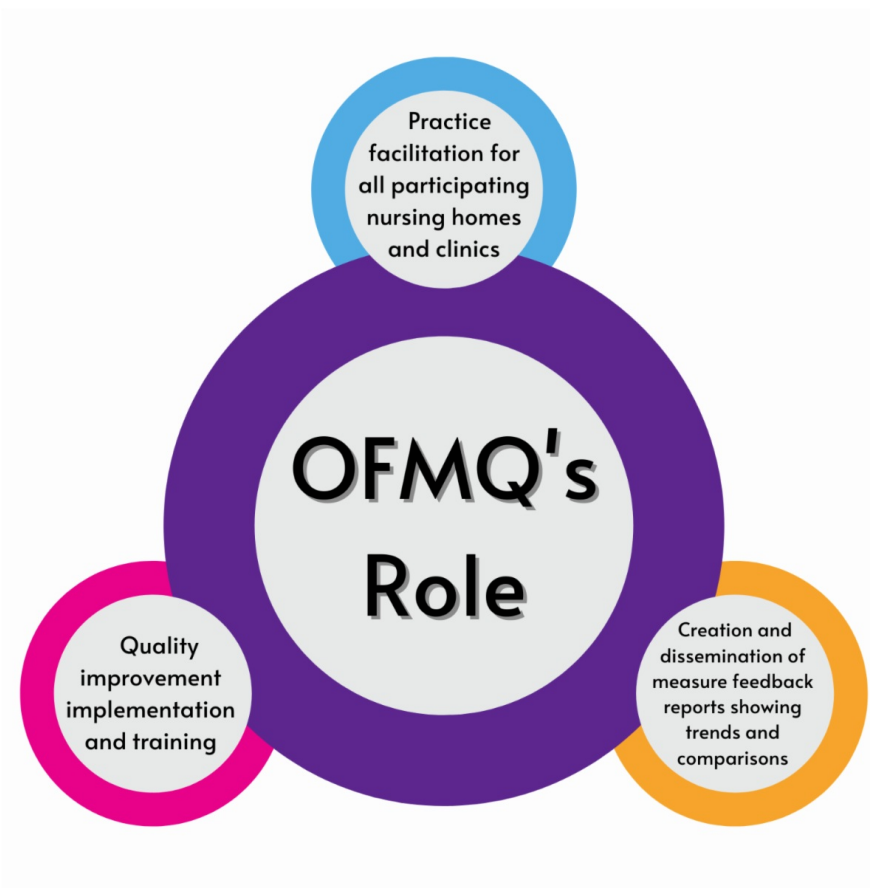 Practice
facilitation for
all participating
nursing homes
and clinics
OFMQ's
Role
Quality
improvement
implementation
and training
Creation and
dissemination of
measure feedback
reports showing
trends and
comparisons